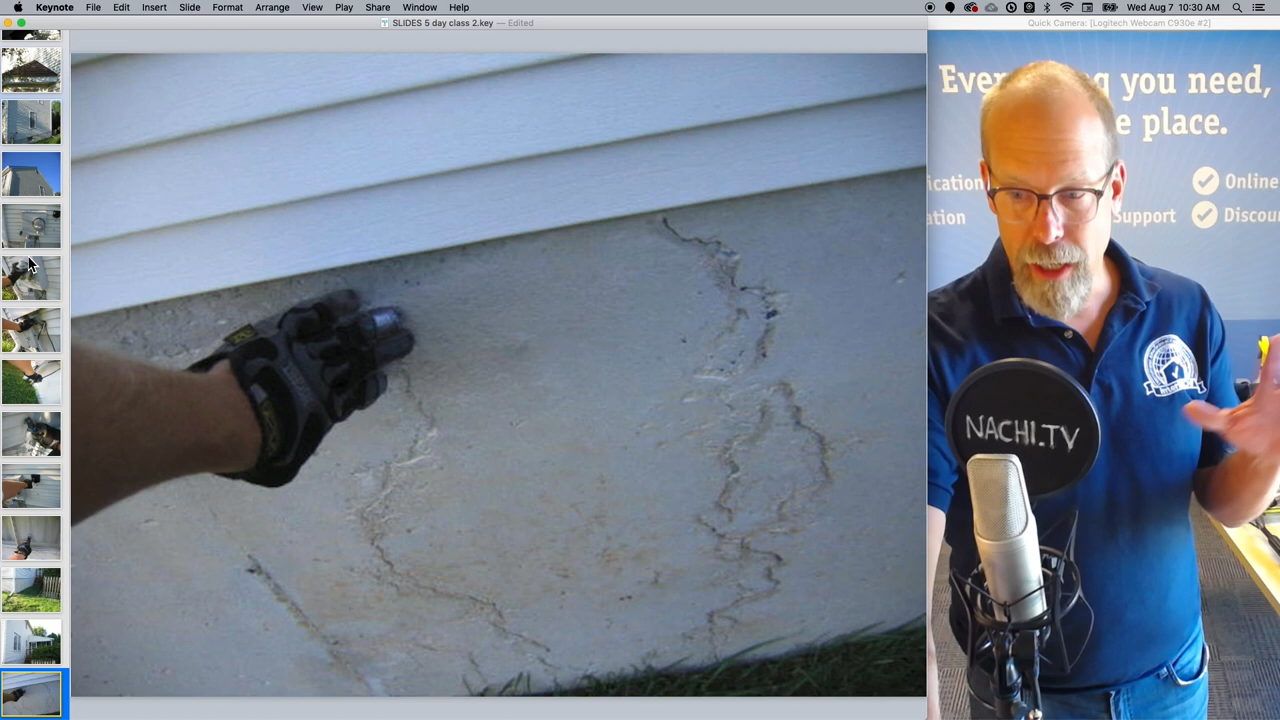 Keynote File Edit Insert Slide Format Arrange View Play Share Window Help
Wed Aug 7 10:30 AM
SLIDES 5 day class 2.key — Edited
Quick Camera: [Logitech Webcam C930e #2]
you need,
place.
Online
Support
NACHI.TV